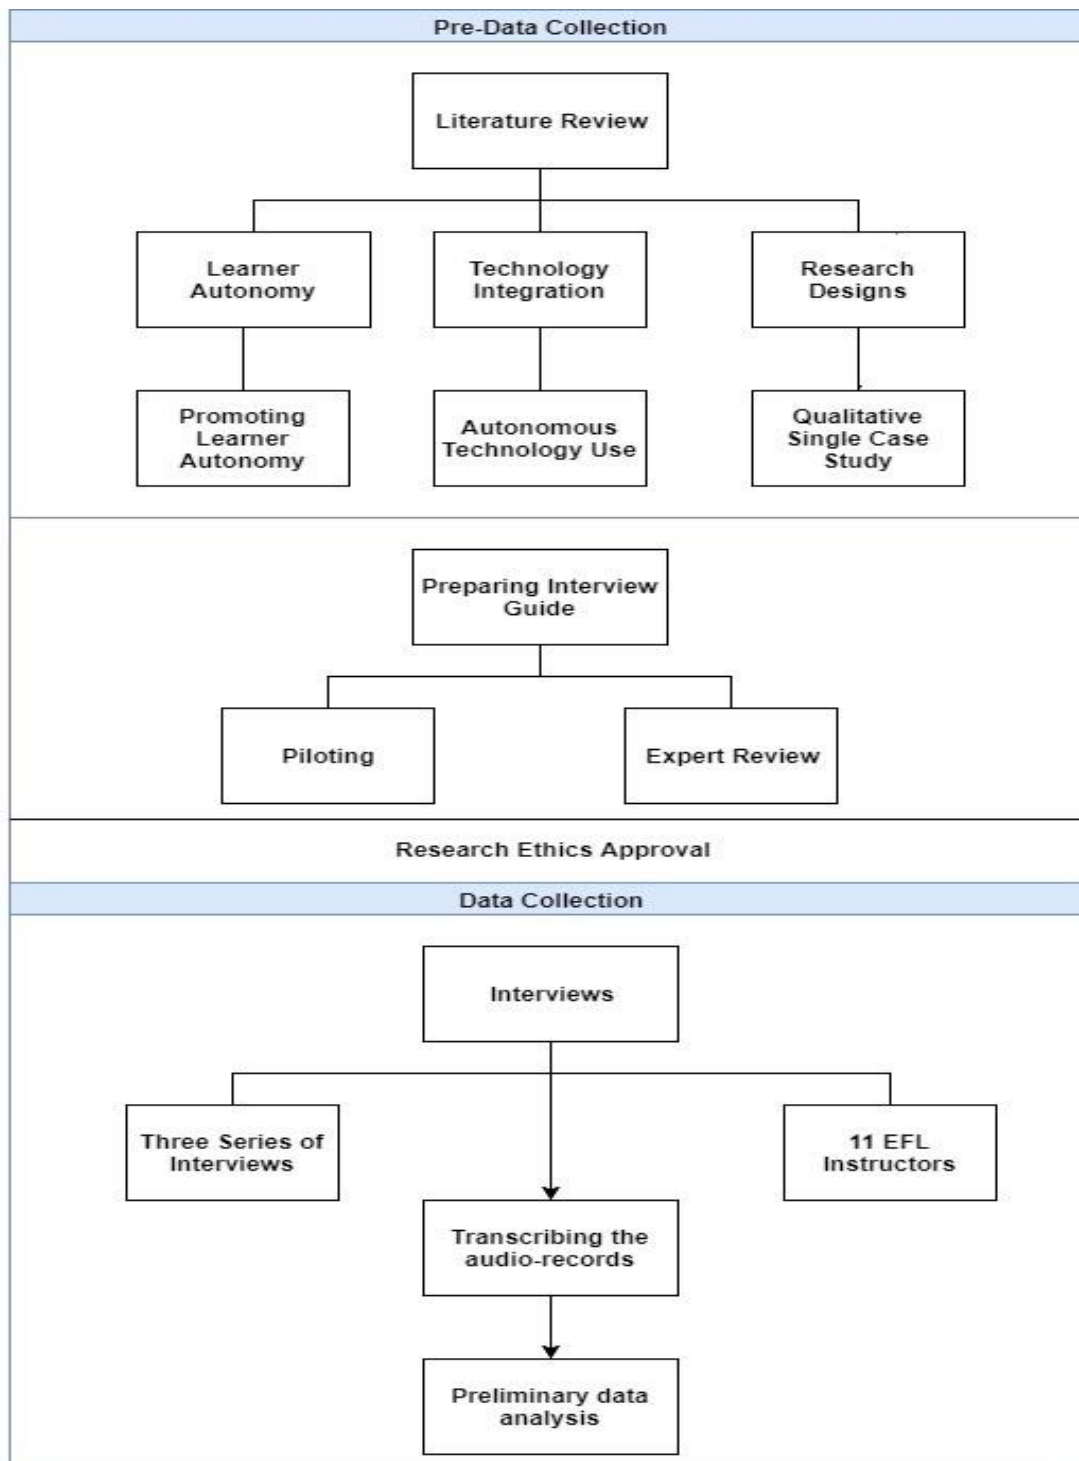 Pre-Data Collection
Literature Review
Learner
Autonomy
Technology
Integration
Research
Designs
Promoting
Learner
Autonomy
Autonomous
Technology Use
Qualitative
Single Case
Study
Preparing Interview
Guide
Piloting
Expert Review
Research Ethics Approval
Data Collection
Interviews
Three Series of
Interviews
11 EFL
Instructors
Transcribing the
audio-records
Preliminary data
analysis